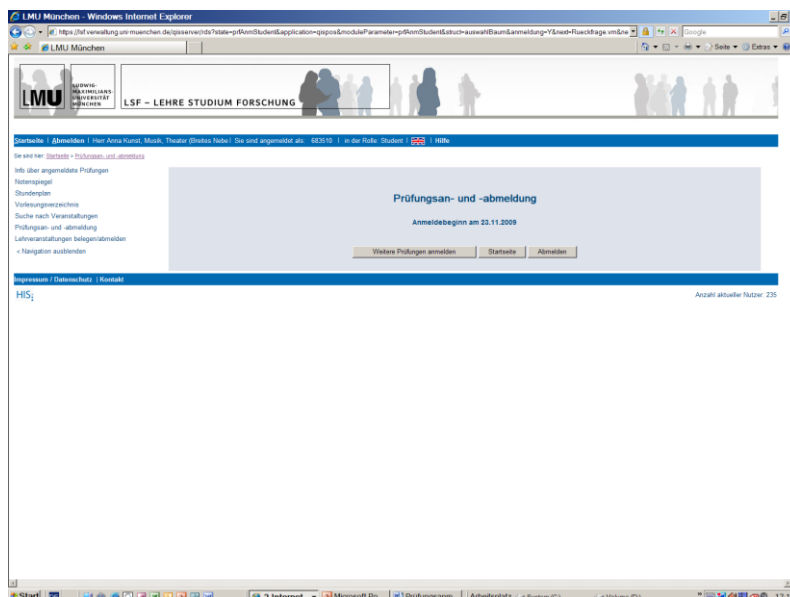 LMU München - Windows Internet Explorer
https://lsf.verwaltung.uni-muenchen.de/qisserver/rds?state=prfAnmStudent&application=qispos&moduleParameter=prfAnmStudent&struct=auswahlBaum&anmeldung=Y&next=Rueckfrage.vm&ne
Google
LMU München
Seite
Extras
LMU
LUDWIG-
MAXIMILIANS-
UNIVERSITÄT
MÜNCHEN
LSF – LEHRE STUDIUM FORSCHUNG
Startseite | Abmelden | Herr Anna Kunst, Musik, Theater (Breites Nebe! Sie sind angemeldet als: 683510 | in der Rolle: Student | | Hilfe
Sie sind hier: Startseite > Prüfungsan- und -abmeldung
Info über angemeldete Prüfungen
Notenspiegel
Stundenplan
Vorlesungsverzeichnis
Suche nach Veranstaltungen
Prüfungsan- und -abmeldung
Lehrveranstaltungen belegen/abmelden
< Navigation ausblenden
Prüfungsan- und -abmeldung
Anmeldebeginn am 23.11.2009
Weitere Prüfungen anmelden
Startseite
Abmelden
Impressum / Datenschutz | Kontakt
HIS
Anzahl aktueller Nutzer: 235
Start
2 Internet
Microsoft Po
Prüfungsanm
Arbeitsplatz